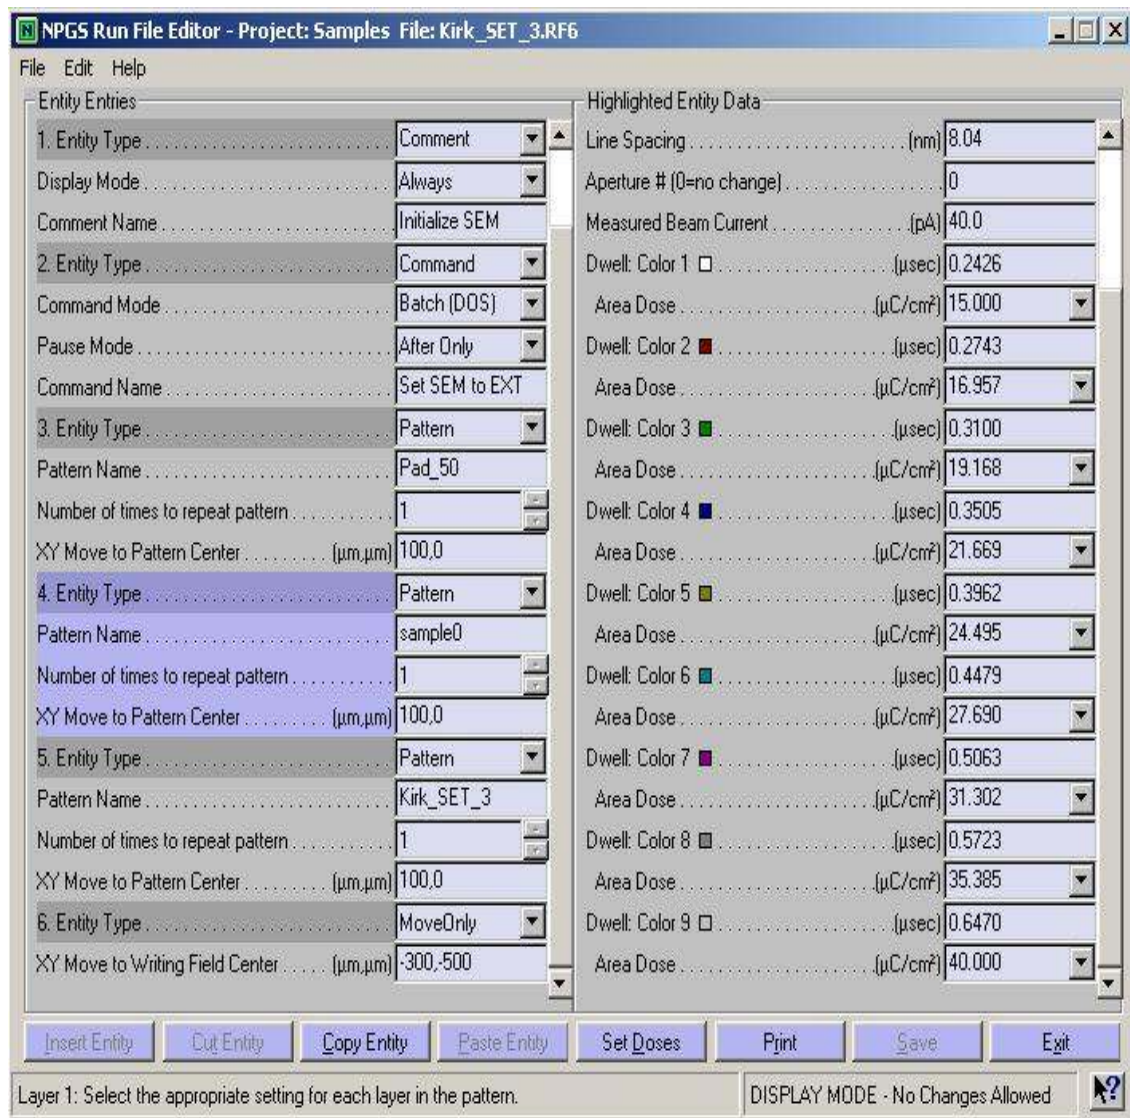 NPGS Run File Editor - Project: Samples File: Kirk_SET_3.RF6
File Edit Help
Entity Entries
1. Entity Type Comment
Display Mode Always
Comment Name Initialize SEM
2. Entity Type Command
Command Mode Batch (DOS)
Pause Mode After Only
Command Name Set SEM to EXT
3. Entity Type Pattern
Pattern Name Pad_50
Number of times to repeat pattern 1
XY Move to Pattern Center (µm,µm) 100,0
4. Entity Type Pattern
Pattern Name sample0
Number of times to repeat pattern 1
XY Move to Pattern Center (µm,µm) 100,0
5. Entity Type Pattern
Pattern Name Kirk_SET_3
Number of times to repeat pattern 1
XY Move to Pattern Center (µm,µm) 100,0
6. Entity Type MoveOnly
XY Move to Writing Field Center (µm,µm) -300,-500
Highlighted Entity Data
Line Spacing (nm) 8.04
Aperture # (0=no change) 0
Measured Beam Current (pA) 40.0
Dwell: Color 1 (µsec) 0.2426
Area Dose (µC/cm²) 15.000
Dwell: Color 2 (µsec) 0.2743
Area Dose (µC/cm²) 16.957
Dwell: Color 3 (µsec) 0.3100
Area Dose (µC/cm²) 19.168
Dwell: Color 4 (µsec) 0.3505
Area Dose (µC/cm²) 21.669
Dwell: Color 5 (µsec) 0.3962
Area Dose (µC/cm²) 24.495
Dwell: Color 6 (µsec) 0.4479
Area Dose (µC/cm²) 27.690
Dwell: Color 7 (µsec) 0.5063
Area Dose (µC/cm²) 31.302
Dwell: Color 8 (µsec) 0.5723
Area Dose (µC/cm²) 35.385
Dwell: Color 9 (µsec) 0.6470
Area Dose (µC/cm²) 40.000
Insert Entity Cut Entity Copy Entity Paste Entity Set Doses Print Save Exit
Layer 1: Select the appropriate setting for each layer in the pattern. DISPLAY MODE - No Changes Allowed